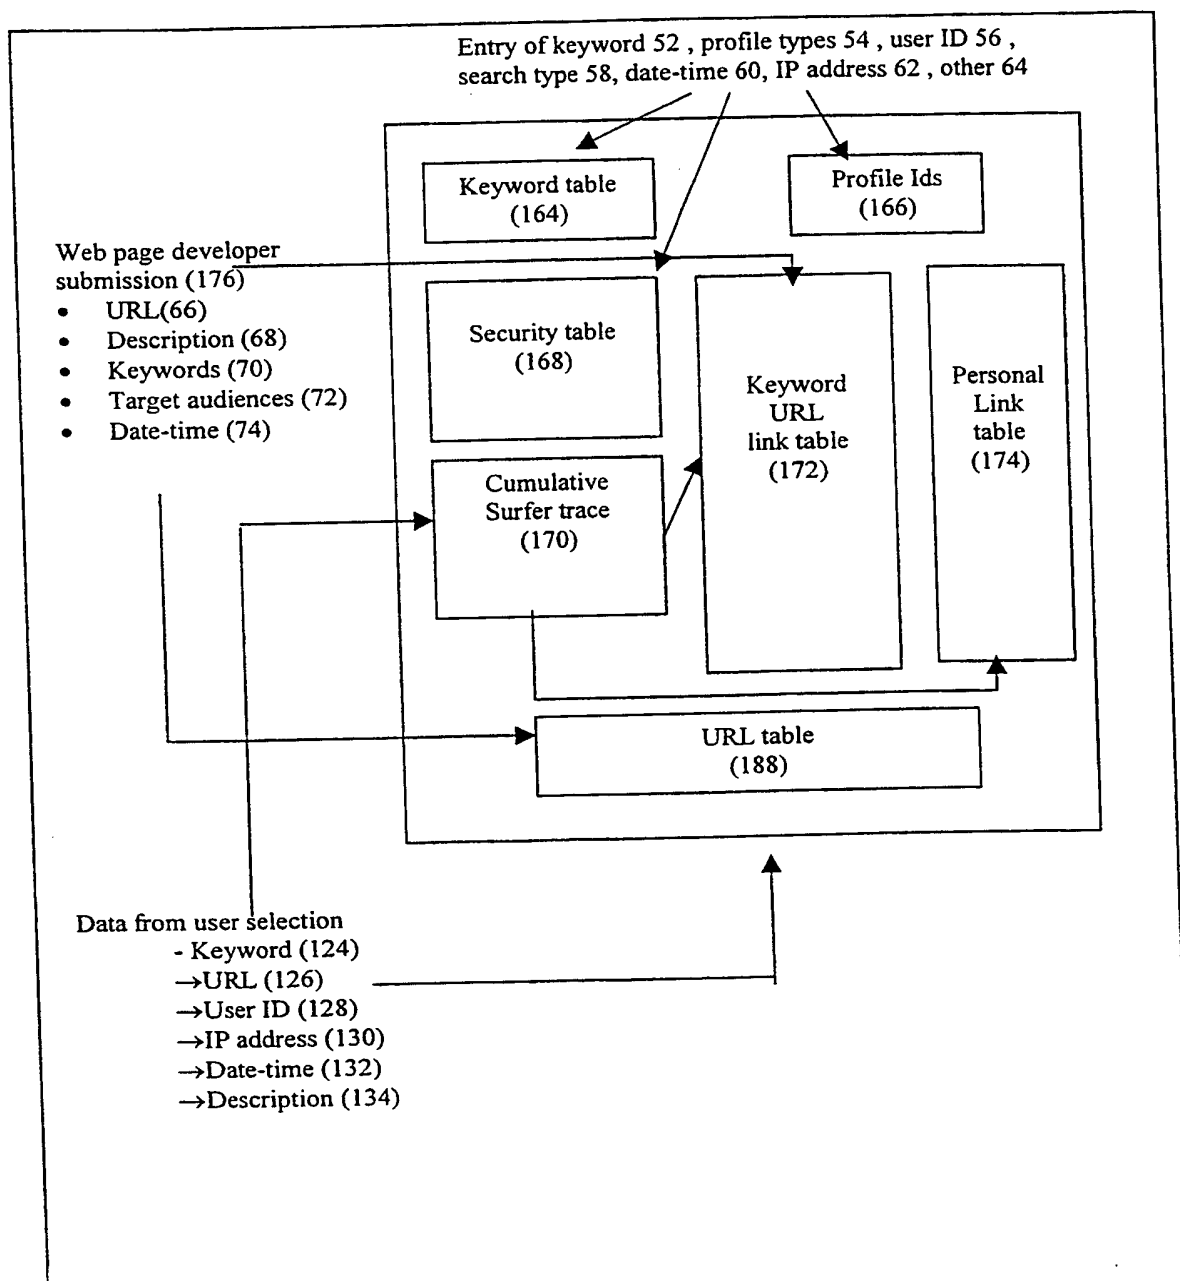 Entry of keyword 52 , profile types 54 , user ID 56 ,
search type 58, date-time 60, IP address 62 , other 64
Keyword table
(164)
Profile Ids
(166)
Web page developer
submission (176)
• URL(66)
• Description (68)
• Keywords (70)
• Target audiences (72)
• Date-time (74)
Security table
(168)
Keyword
URL
link table
(172)
Personal
Link
table
(174)
Cumulative
Surfer trace
(170)
URL table
(188)
Data from user selection
- Keyword (124)
→URL (126)
→User ID (128)
→IP address (130)
→Date-time (132)
→Description (134)